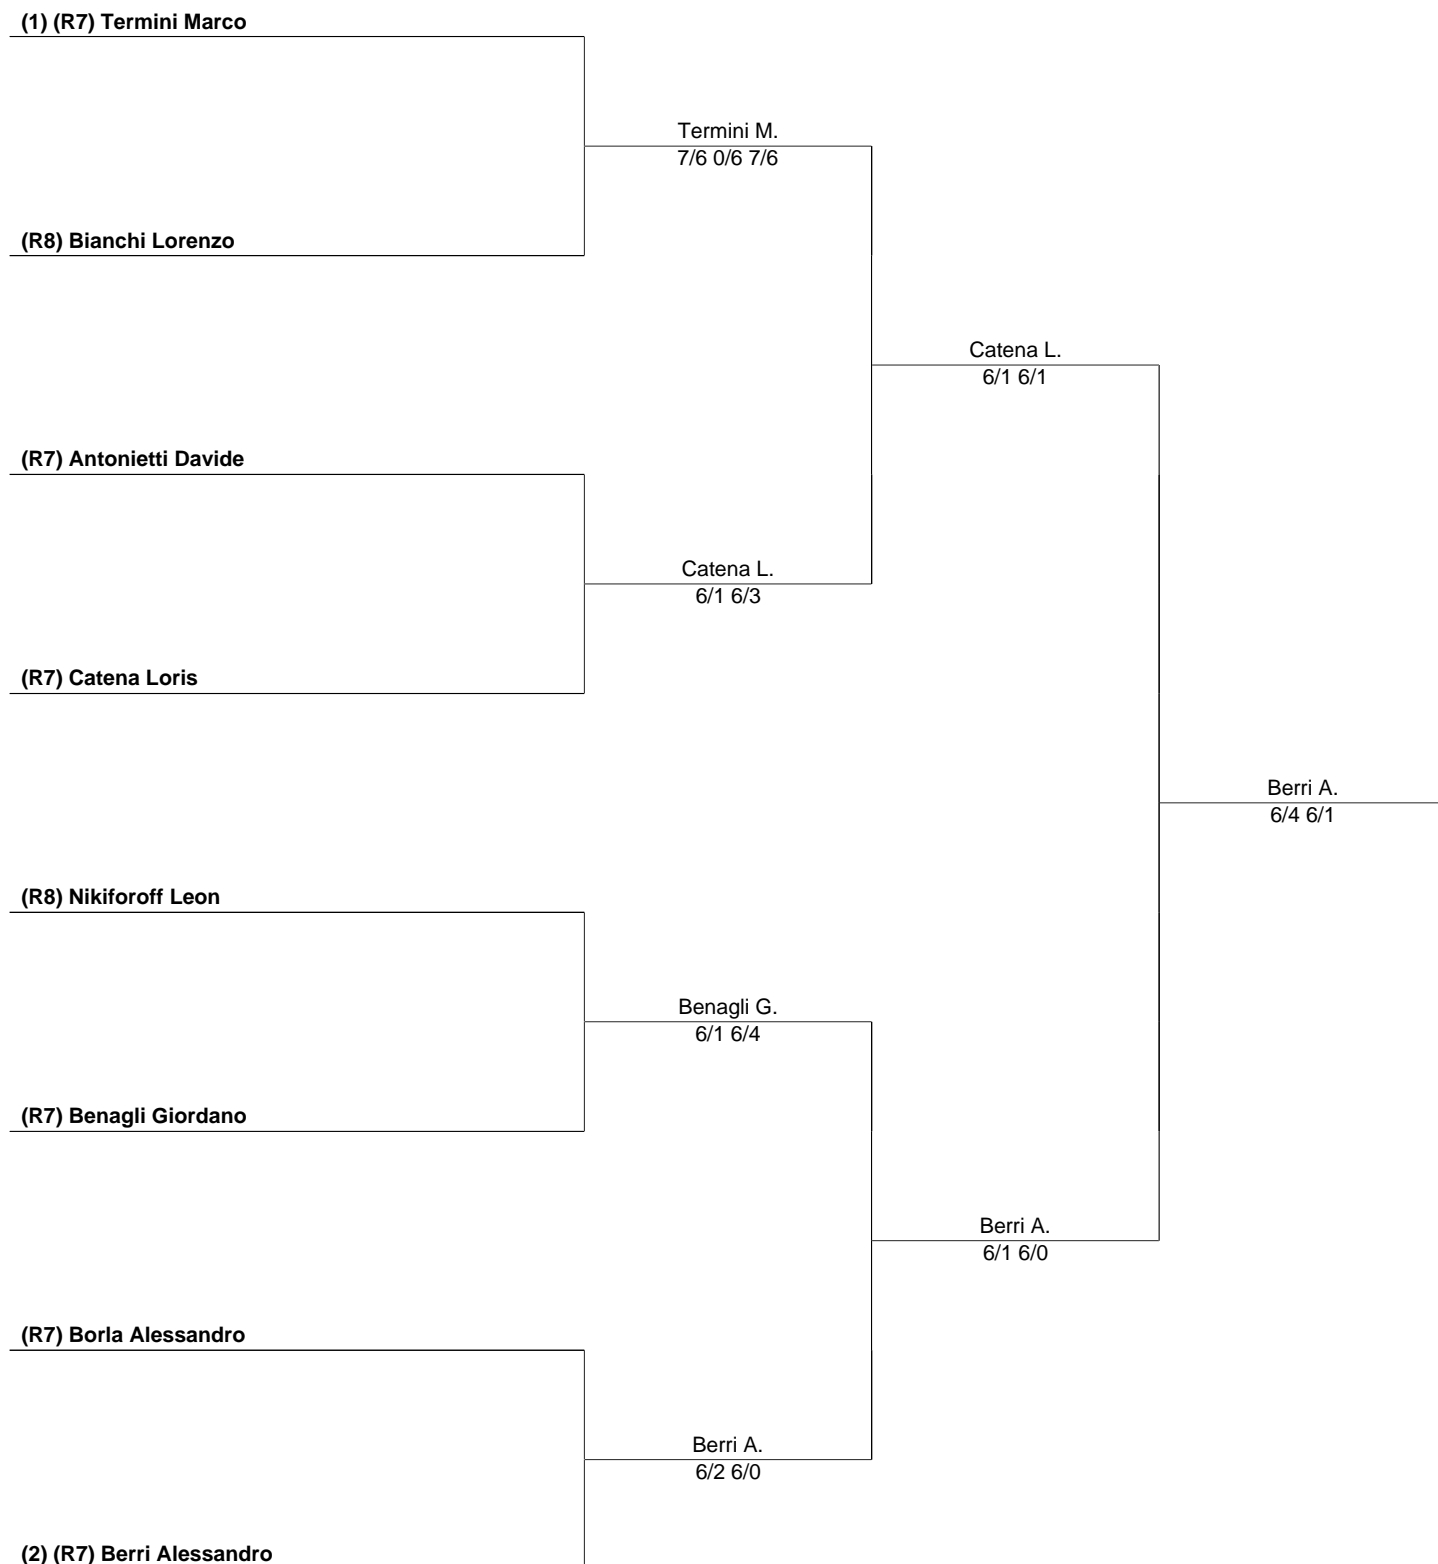 (1) (R7) Termini Marco
Termini M.
7/6 0/6 7/6
(R8) Bianchi Lorenzo
Catena L.
6/1 6/1
(R7) Antonietti Davide
Catena L.
6/1 6/3
(R7) Catena Loris
Berri A.
6/4 6/1
(R8) Nikiforoff Leon
Benagli G.
6/1 6/4
(R7) Benagli Giordano
Berri A.
6/1 6/0
(R7) Borla Alessandro
Berri A.
6/2 6/0
(2) (R7) Berri Alessandro